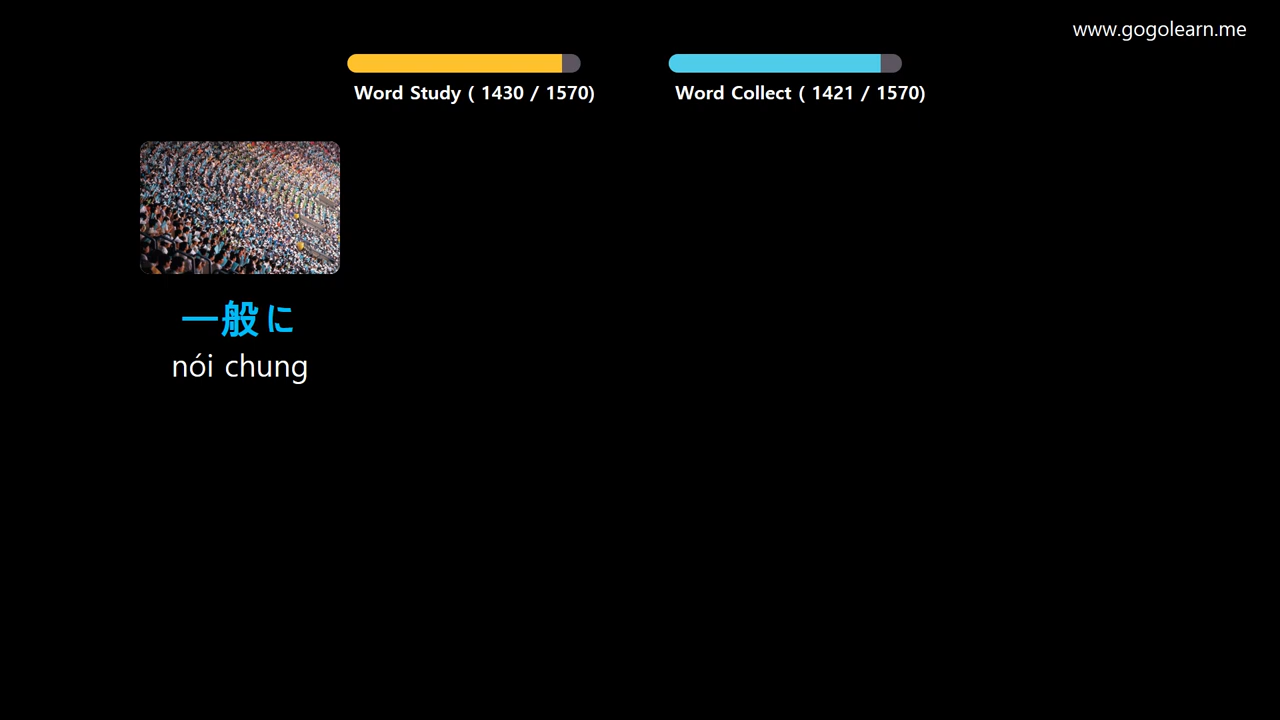 www.gogolearn.me
Word Study ( 1430 / 1570)
Word Collect ( 1421 / 1570)
一般に
nói chung